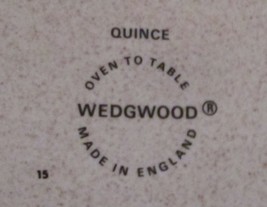 QUINCE
OVEN TO TABLE
WEDGWOOD®
MADE IN ENGLAND
15